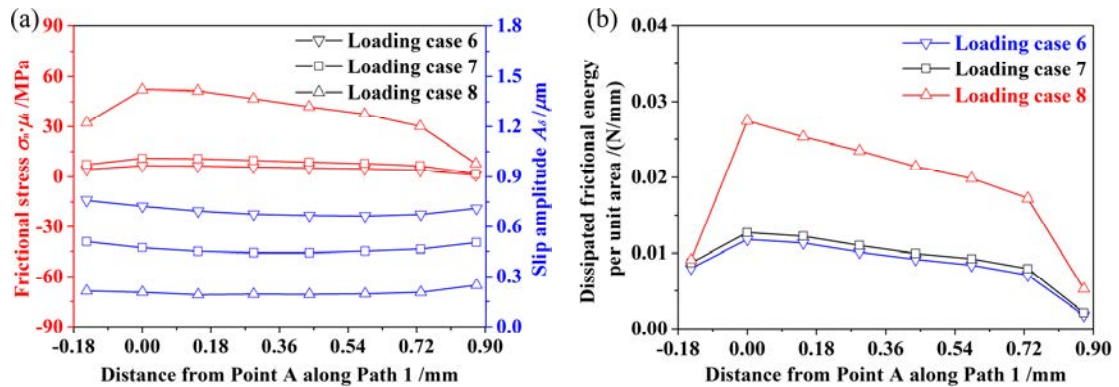 (a)
Frictional stress σₙ·μₜ /MPa
90
60
30
0
-30
-60
-90
Loading case 6
Loading case 7
Loading case 8
1.8
1.5
1.2
0.9
0.6
0.3
0.0
Slip amplitude A_δ /μm
-0.18 0.00 0.18 0.36 0.54 0.72 0.90
Distance from Point A along Path 1 /mm
(b)
Dissipated frictional energy
per unit area /(N/mm)
0.04
0.03
0.02
0.01
0.00
Loading case 6
Loading case 7
Loading case 8
-0.18 0.00 0.18 0.36 0.54 0.72 0.90
Distance from Point A along Path 1 /mm